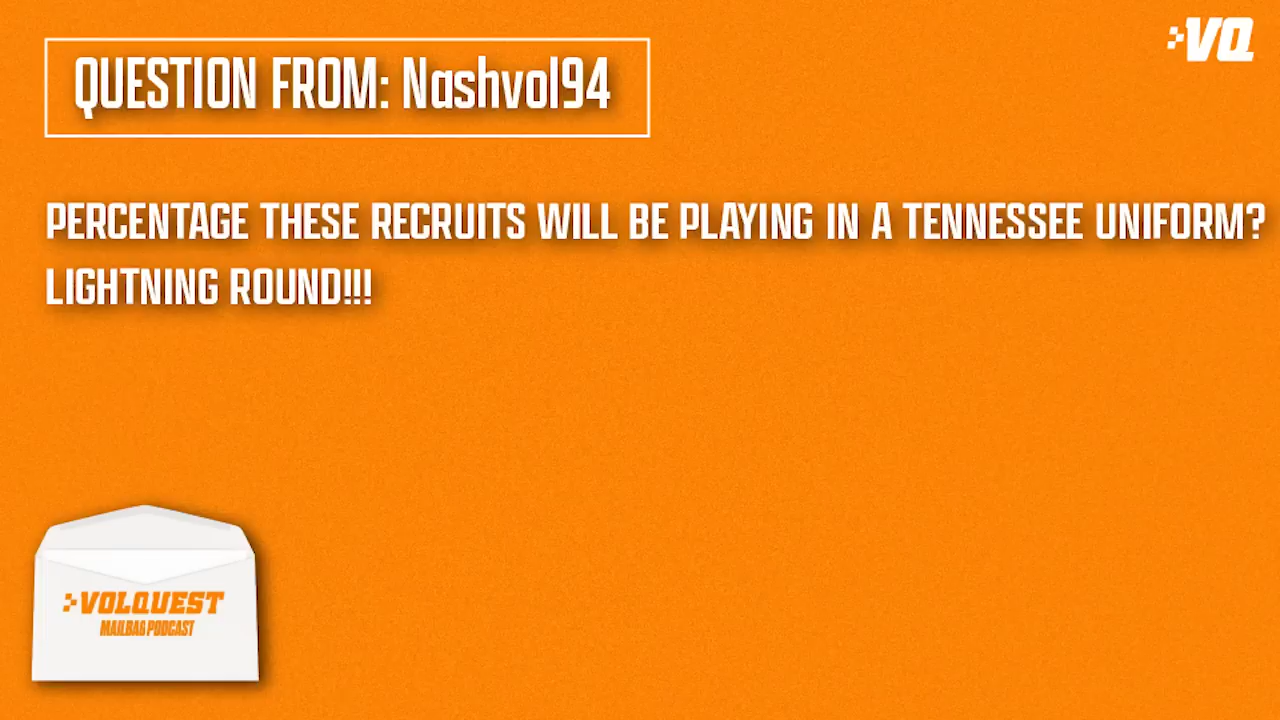 VQ
QUESTION FROM: Nashvol94
PERCENTAGE THESE RECRUITS WILL BE PLAYING IN A TENNESSEE UNIFORM?
LIGHTNING ROUND!!!
VOLQUEST
MAILBAG PODCAST